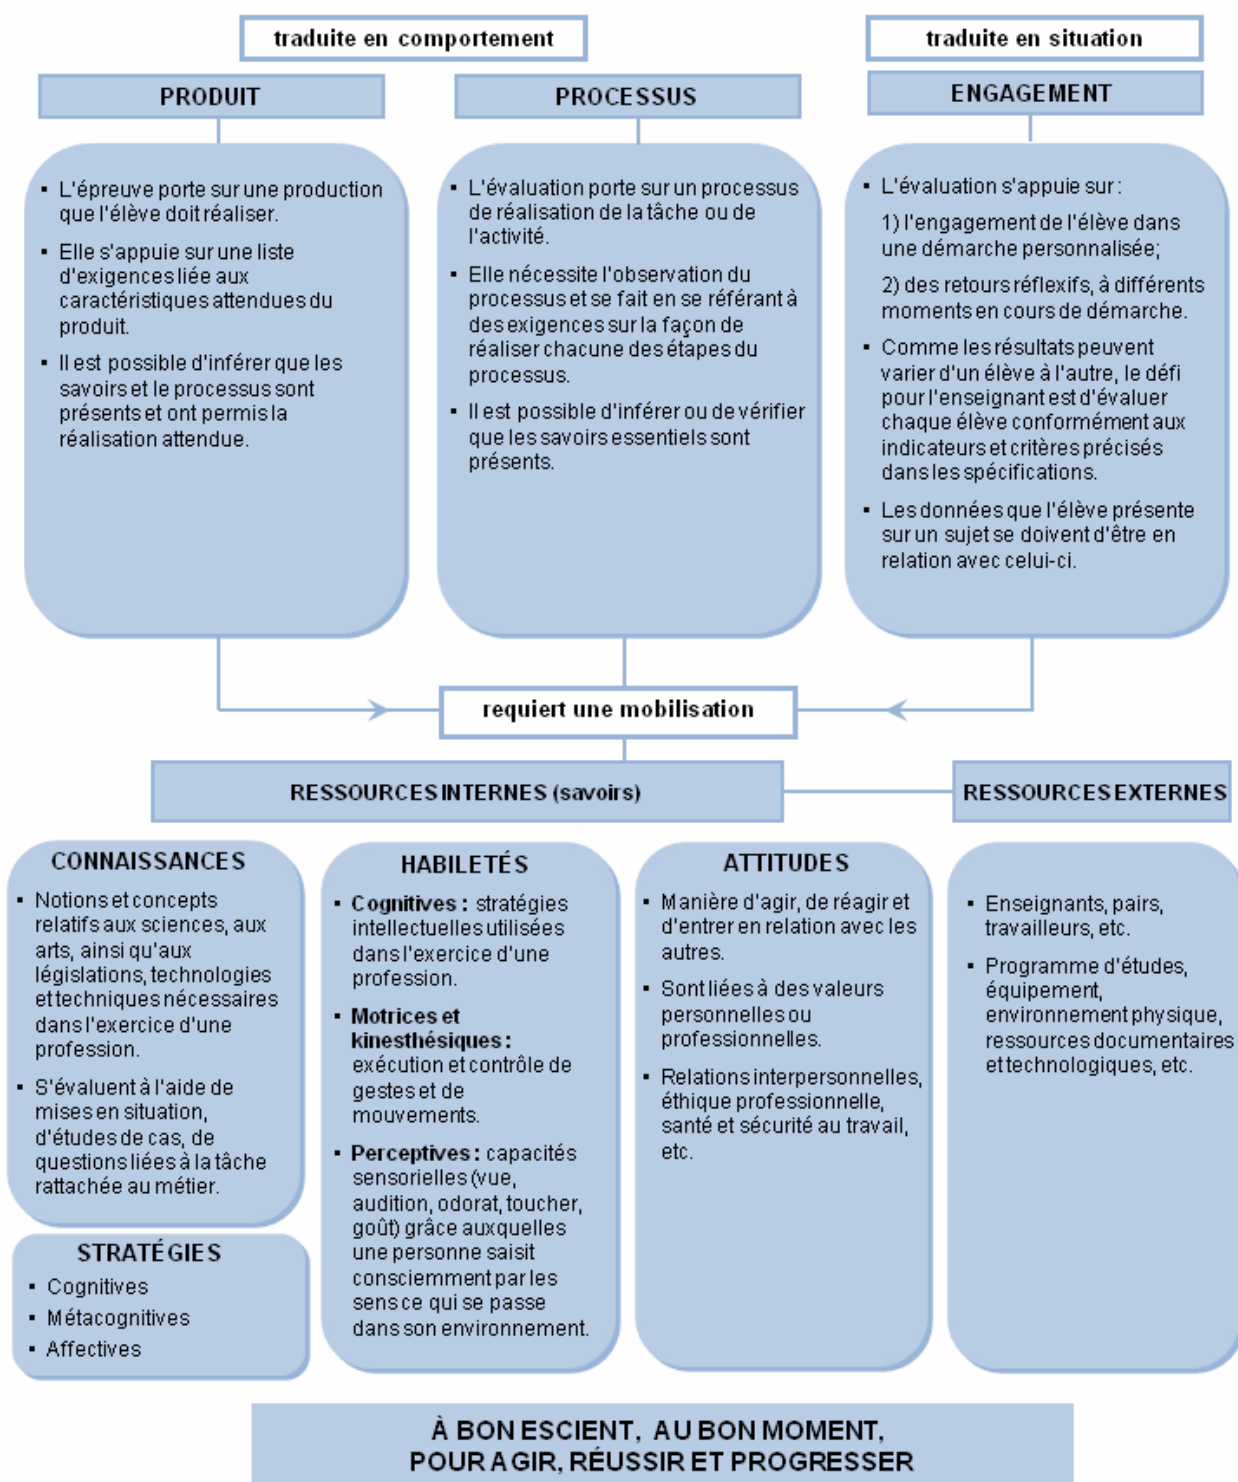 traduite en comportement
traduite en situation
PRODUIT
PROCESSUS
ENGAGEMENT
▪ L'épreuve porte sur une production
que l'élève doit réaliser.
▪ Elle s'appuie sur une liste
d'exigences liée aux
caractéristiques attendues du
produit.
▪ Il est possible d'inférer que les
savoirs et le processus sont
présents et ont permis la
réalisation attendue.
▪ L'évaluation porte sur un processus
de réalisation de la tâche ou de
l'activité.
▪ Elle nécessite l'observation du
processus et se fait en se référant à
des exigences sur la façon de
réaliser chacune des étapes du
processus.
▪ Il est possible d'inférer ou de vérifier
que les savoirs essentiels sont
présents.
▪ L'évaluation s'appuie sur :
1) l'engagement de l'élève dans
une démarche personnalisée;
2) des retours réflexifs, à différents
moments en cours de démarche.
▪ Comme les résultats peuvent
varier d'un élève à l'autre, le défi
pour l'enseignant est d'évaluer
chaque élève conformément aux
indicateurs et critères précisés
dans les spécifications.
▪ Les données que l'élève présente
sur un sujet se doivent d'être en
relation avec celui-ci.
requiert une mobilisation
RESSOURCES INTERNES (savoirs)
RESSOURCES EXTERNES
CONNAISSANCES
▪ Notions et concepts
relatifs aux sciences, aux
arts, ainsi qu'aux
législations, technologies
et techniques nécessaires
dans l'exercice d'une
profession.
▪ S'évaluent à l'aide de
mises en situation,
d'études de cas, de
questions liées à la tâche
rattachée au métier.
STRATÉGIES
▪ Cognitives
▪ Métacognitives
▪ Affectives
HABILETÉS
▪ Cognitives : stratégies
intellectuelles utilisées
dans l'exercice d'une
profession.
▪ Motrices et
kinesthésiques :
exécution et contrôle de
gestes et de
mouvements.
▪ Perceptives : capacités
sensorielles (vue,
audition, odorat, toucher,
goût) grâce auxquelles
une personne saisit
consciemment par les
sens ce qui se passe
dans son environnement.
ATTITUDES
▪ Manière d'agir, de réagir et
d'entrer en relation avec les
autres.
▪ Sont liées à des valeurs
personnelles ou
professionnelles.
▪ Relations interpersonnelles,
éthique professionnelle,
santé et sécurité au travail,
etc.
▪ Enseignants, pairs,
travailleurs, etc.
▪ Programme d'études,
équipement,
environnement physique,
ressources documentaires
et technologiques, etc.
À BON ESCIENT, AU BON MOMENT,
POUR AGIR, RÉUSSIR ET PROGRESSER